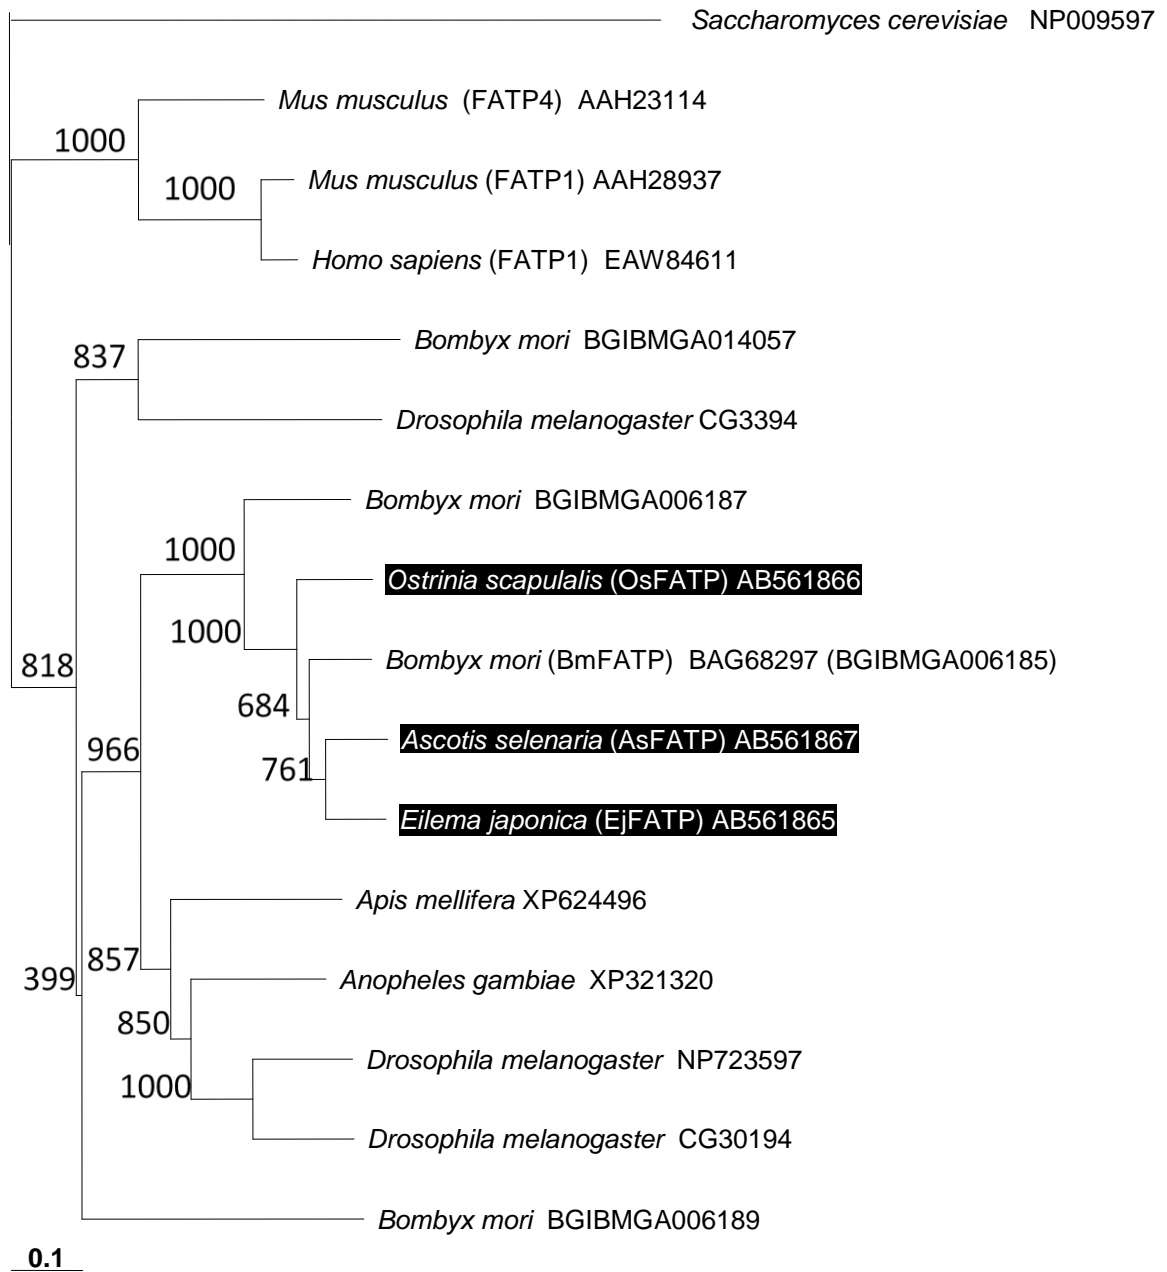 Saccharomyces cerevisiae NP009597
Mus musculus (FATP4) AAH23114
1000
Mus musculus (FATP1) AAH28937
1000
Homo sapiens (FATP1) EAW84611
Bombyx mori BGIBMGA014057
837
Drosophila melanogaster CG3394
Bombyx mori BGIBMGA006187
1000
Ostrinia scapulalis (OsFATP) AB561866
1000
Bombyx mori (BmFATP) BAG68297 (BGIBMGA006185)
818
684
Ascotis selenaria (AsFATP) AB561867
966
761
Eilema japonica (EjFATP) AB561865
Apis mellifera XP624496
857
399
Anopheles gambiae XP321320
850
Drosophila melanogaster NP723597
1000
Drosophila melanogaster CG30194
Bombyx mori BGIBMGA006189
0.1